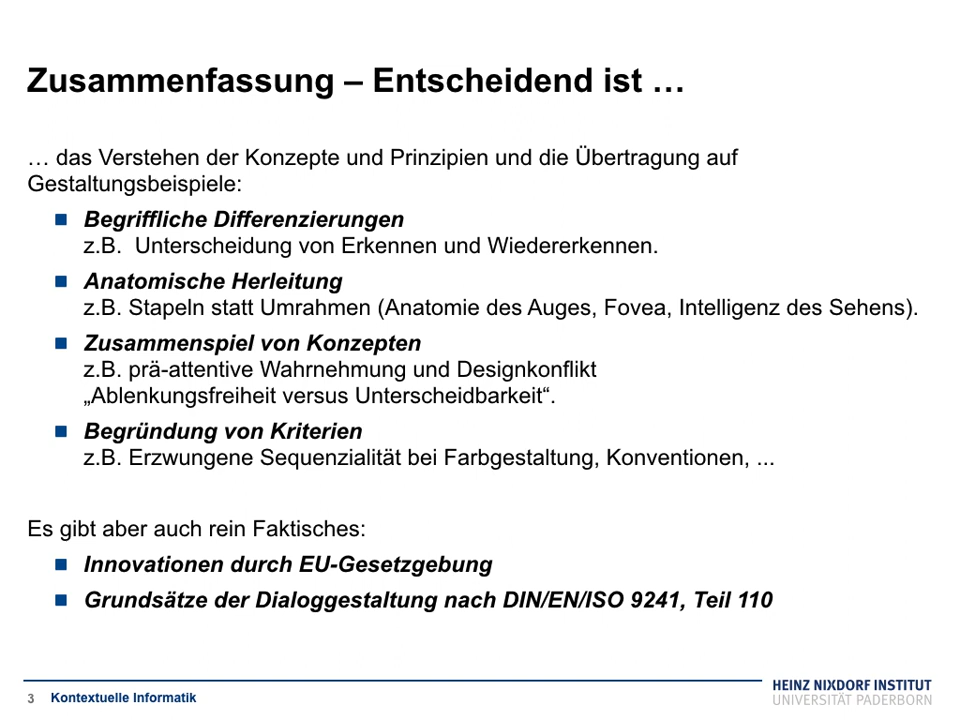 Zusammenfassung – Entscheidend ist …
… das Verstehen der Konzepte und Prinzipien und die Übertragung auf
Gestaltungsbeispiele:
Begriffliche Differenzierungen
z.B. Unterscheidung von Erkennen und Wiedererkennen.
Anatomische Herleitung
z.B. Stapeln statt Umrahmen (Anatomie des Auges, Fovea, Intelligenz des Sehens).
Zusammenspiel von Konzepten
z.B. prä-attentive Wahrnehmung und Designkonflikt
„Ablenkungsfreiheit versus Unterscheidbarkeit“.
Begründung von Kriterien
z.B. Erzwungene Sequenzialität bei Farbgestaltung, Konventionen, ...
Es gibt aber auch rein Faktisches:
Innovationen durch EU-Gesetzgebung
Grundsätze der Dialoggestaltung nach DIN/EN/ISO 9241, Teil 110
3 Kontextuelle Informatik
HEINZ NIXDORF INSTITUT
UNIVERSITÄT PADERBORN